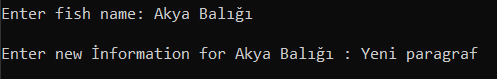 Enter fish name: Akya Balığı
Enter new İnformation for Akya Balığı : Yeni paragraf